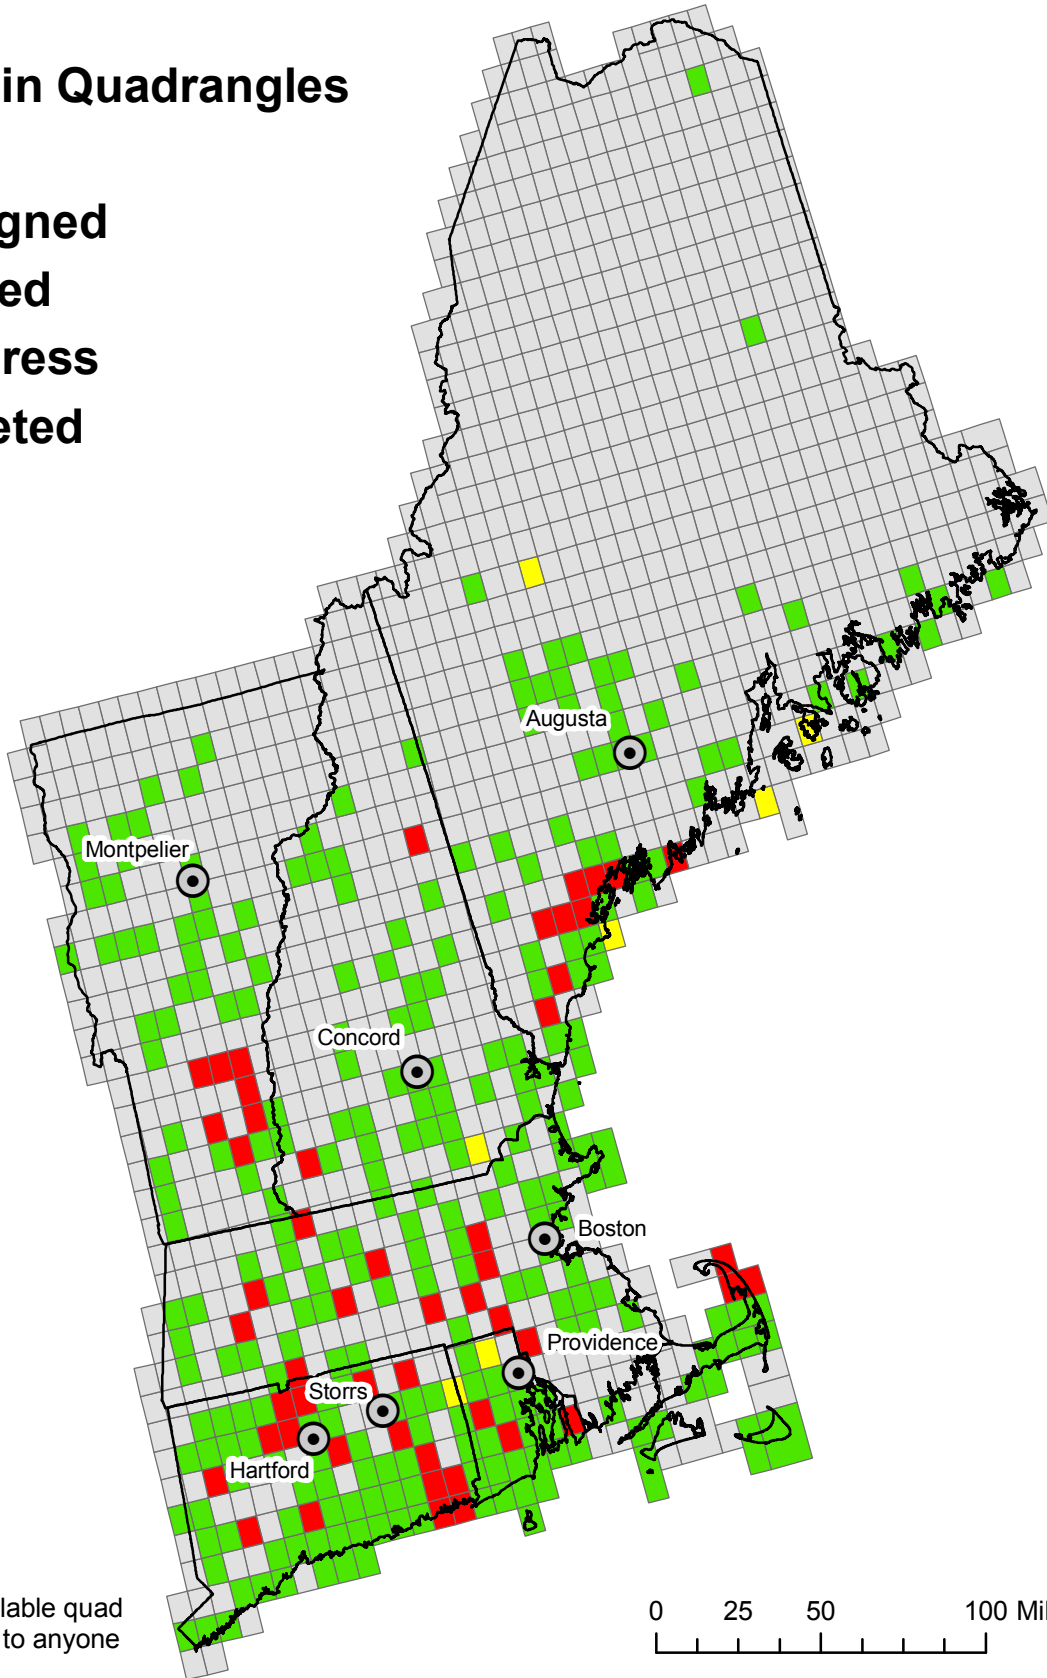 in Quadrangles
gned
ed
ress
eted
Augusta
Montpelier
Concord
Boston
Providence
Storrs
Hartford
lable quad
to anyone
0 25 50 100 Mil